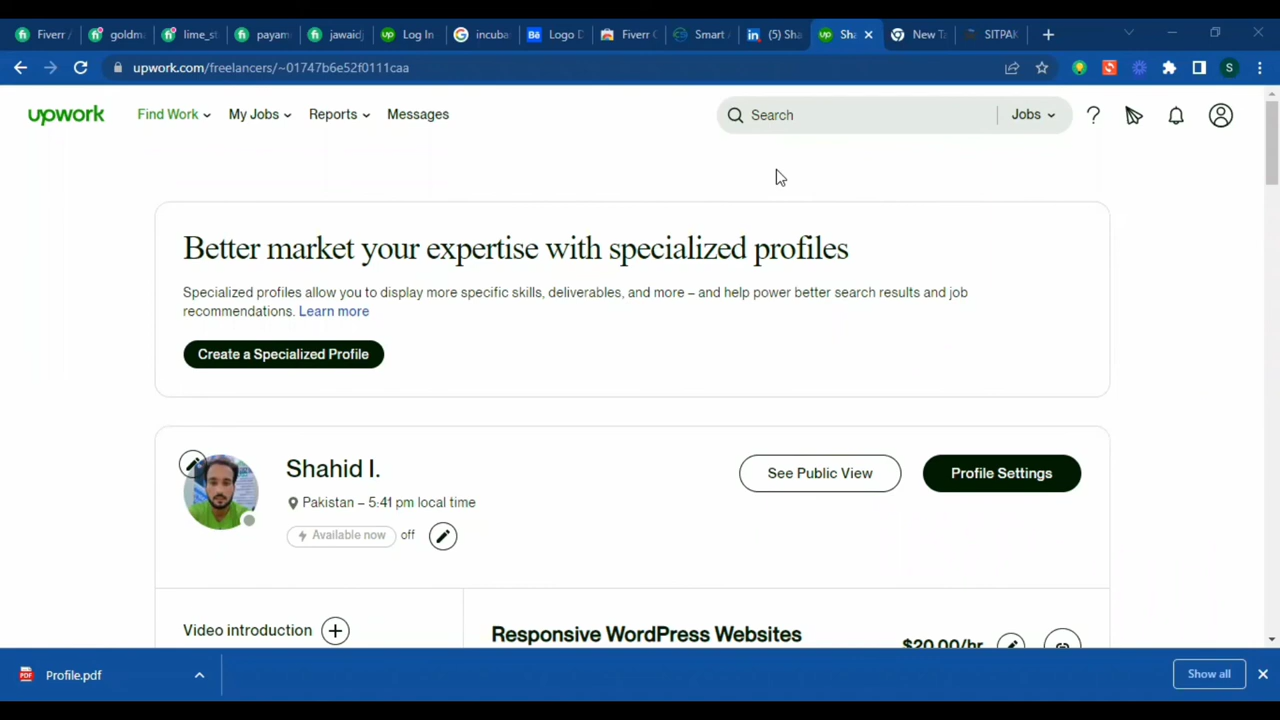 Fiverr /
goldm
lime_s
payam
jawaid
Log In
incuba
Logo D
Fiverr C
Smart
(5) Sha
Sha
New Ta
SITPAK
upwork.com/freelancers/~01747b6e52f0111caa
S
upwork
Find Work
My Jobs
Reports
Messages
Search
Jobs
Better market your expertise with specialized profiles
Specialized profiles allow you to display more specific skills, deliverables, and more – and help power better search results and job
recommendations. Learn more
Create a Specialized Profile
Shahid I.
Pakistan – 5:41 pm local time
Available now off
See Public View
Profile Settings
Video introduction
Responsive WordPress Websites
$20.00/hr
Profile.pdf
Show all